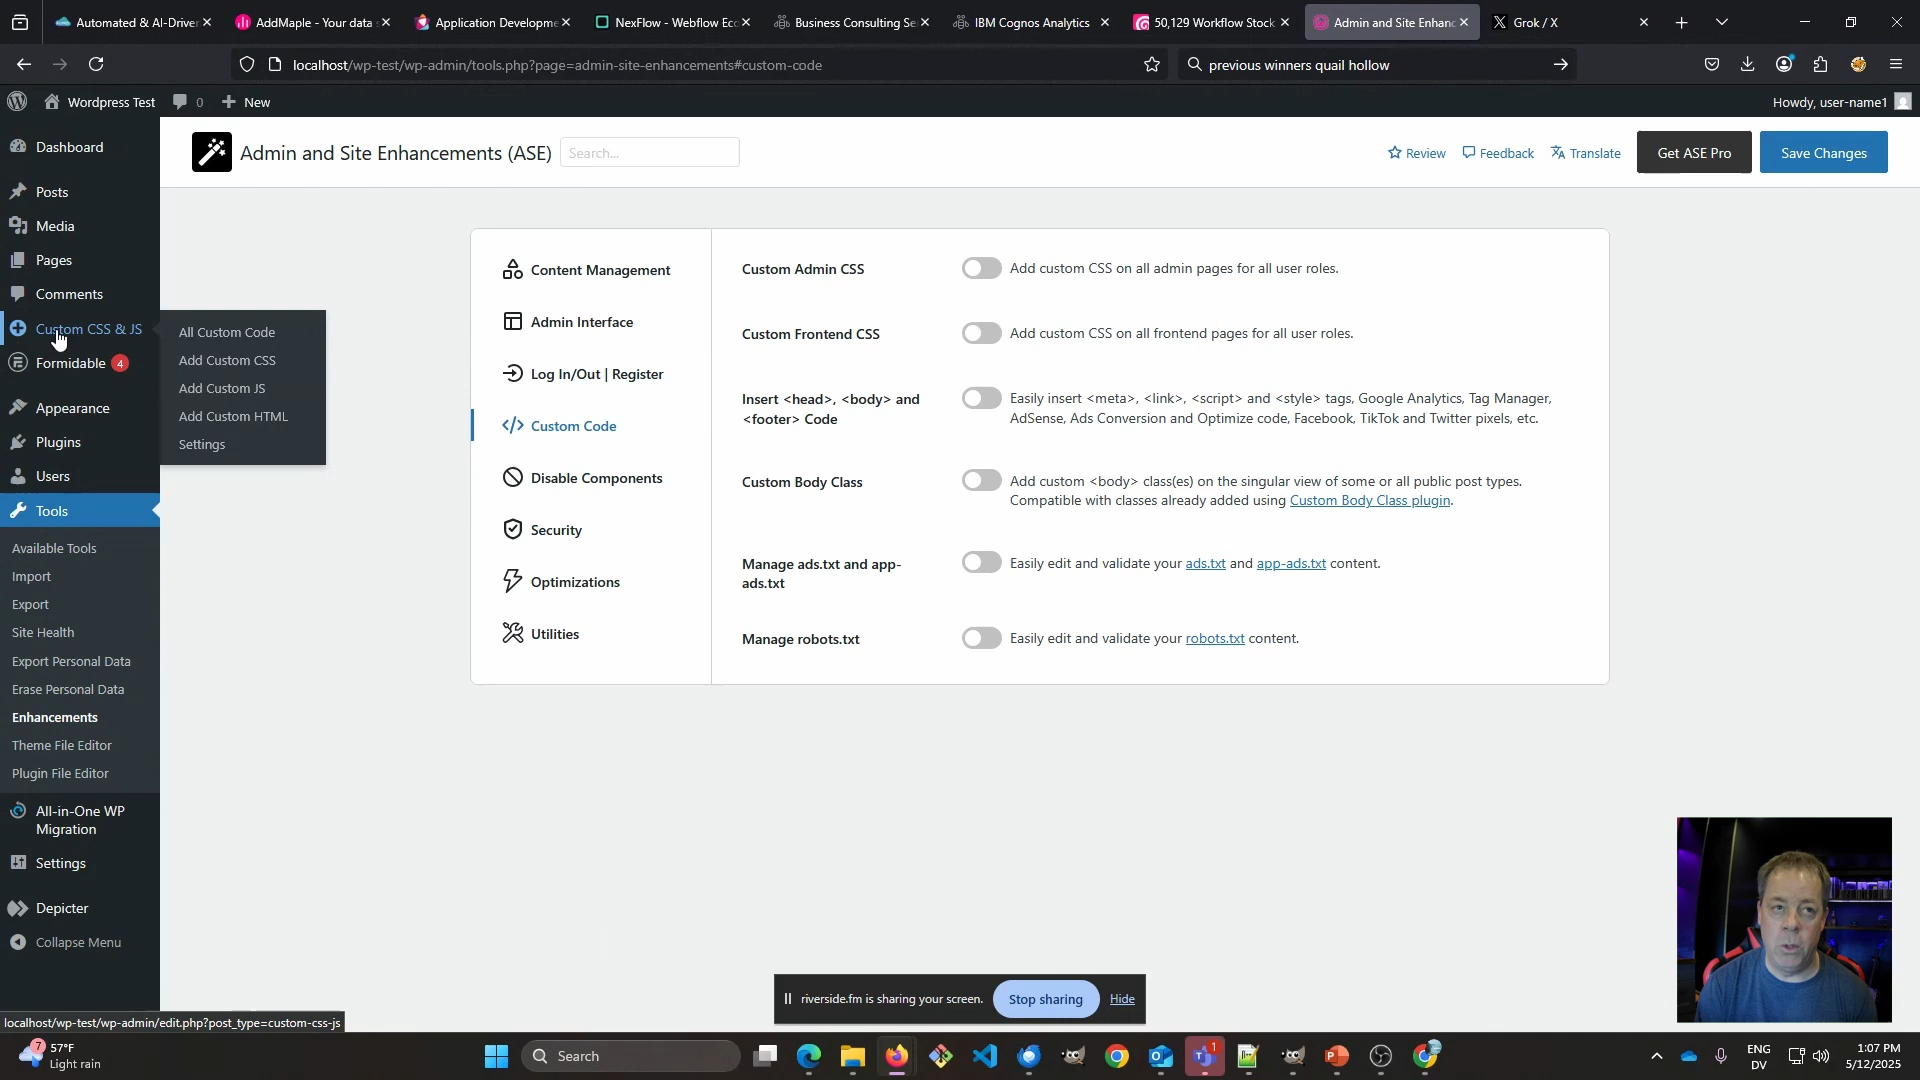 Automated & AI-Driver
AddMaple - Your data
Application Developme
NexFlow - Webflow Eco
Business Consulting Se
IBM Cognos Analytics
50,129 Workflow Stock
Admin and Site Enhanc
Grok / X
localhost/wp-test/wp-admin/tools.php?page=admin-site-enhancements#custom-code
previous winners quail hollow
Wordpress Test
0
New
Howdy, user-name1
Dashboard
Posts
Media
Pages
Comments
Custom CSS & JS
Formidable 4
Appearance
Plugins
Users
Tools
Available Tools
Import
Export
Site Health
Export Personal Data
Erase Personal Data
Enhancements
Theme File Editor
Plugin File Editor
All-in-One WP
Migration
Settings
Depicter
Collapse Menu
All Custom Code
Add Custom CSS
Add Custom JS
Add Custom HTML
Settings
Admin and Site Enhancements (ASE)
Search...
Review
Feedback
Translate
Get ASE Pro
Save Changes
Content Management
Admin Interface
Log In/Out | Register
Custom Code
Disable Components
Security
Optimizations
Utilities
Custom Admin CSS
Add custom CSS on all admin pages for all user roles.
Custom Frontend CSS
Add custom CSS on all frontend pages for all user roles.
Insert <head>, <body> and
<footer> Code
Easily insert <meta>, <link>, <script> and <style> tags, Google Analytics, Tag Manager,
AdSense, Ads Conversion and Optimize code, Facebook, TikTok and Twitter pixels, etc.
Custom Body Class
Add custom <body> class(es) on the singular view of some or all public post types.
Compatible with classes already added using Custom Body Class plugin.
Manage ads.txt and app-
ads.txt
Easily edit and validate your ads.txt and app-ads.txt content.
Manage robots.txt
Easily edit and validate your robots.txt content.
riverside.fm is sharing your screen.
Stop sharing
Hide
localhost/wp-test/wp-admin/edit.php?post_type=custom-css-js
7
57°F
Light rain
Search
1
ENG
DV
1:07 PM
5/12/2025